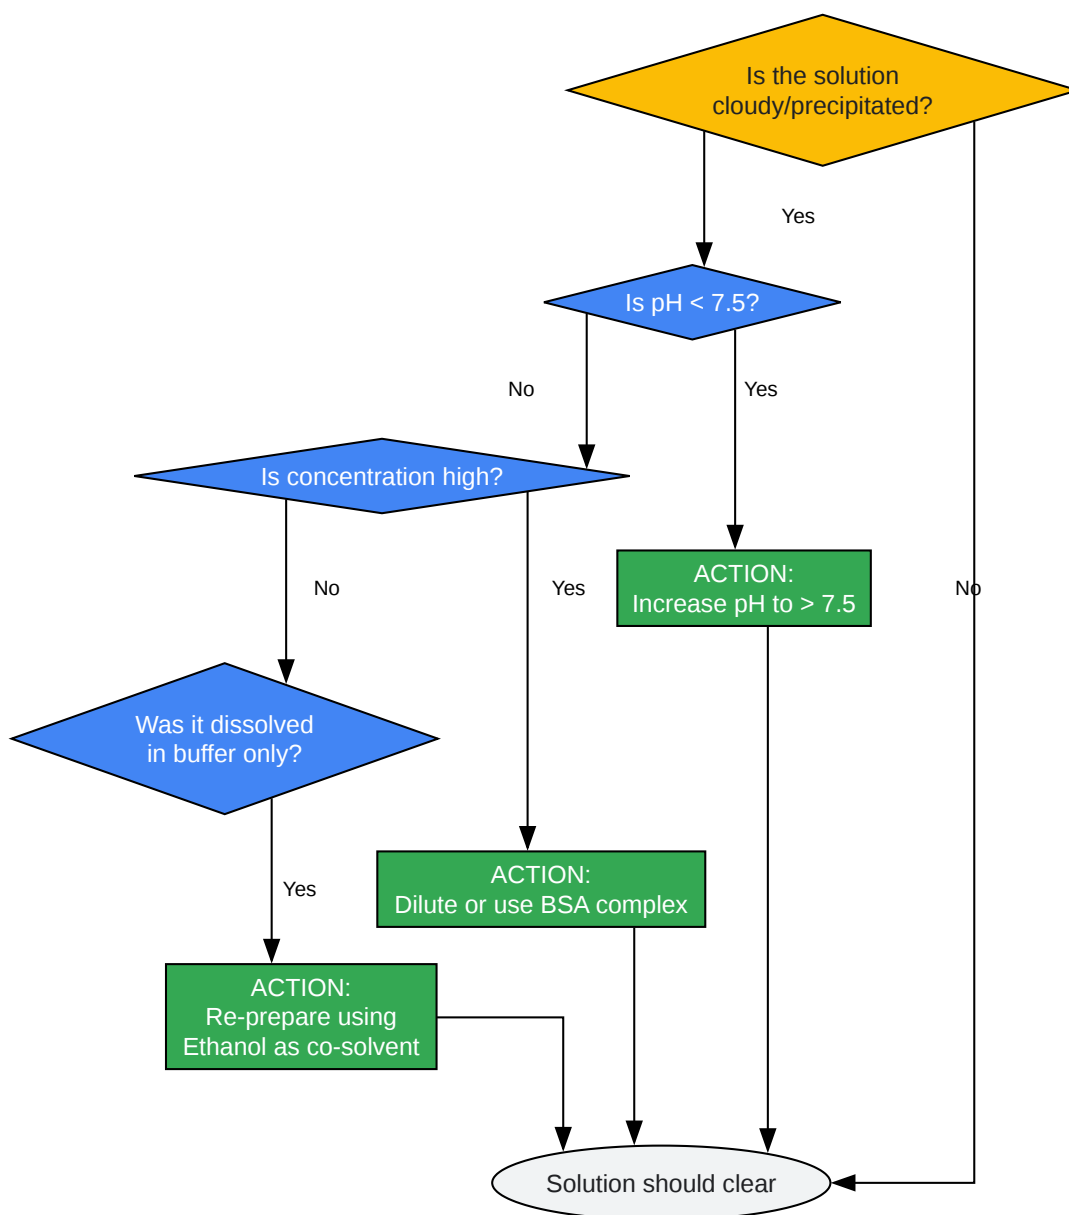 Is the solution
cloudy/precipitated?
Yes
Is pH < 7.5?
No
Yes
Is concentration high?
ACTION:
Increase pH to > 7.5
No
Yes
No
Was it dissolved
in buffer only?
Yes
ACTION:
Dilute or use BSA complex
ACTION:
Re-prepare using
Ethanol as co-solvent
Solution should clear